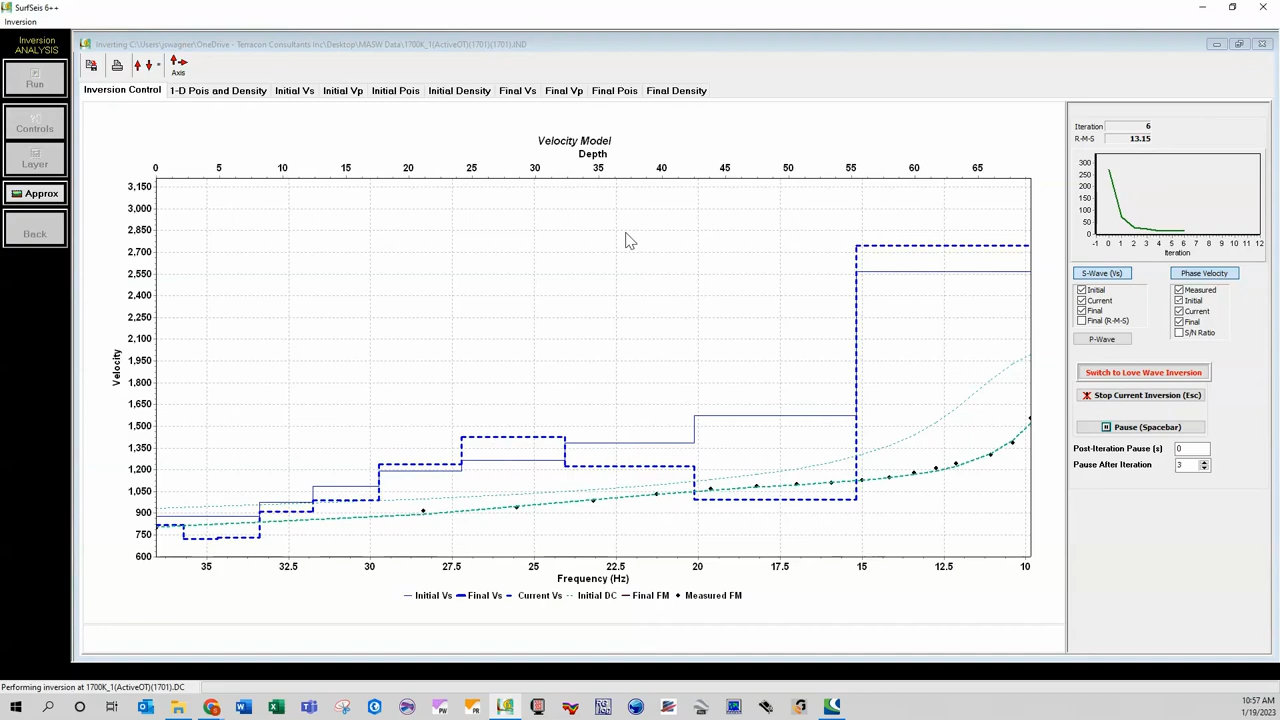 SurfSeis 6++
Inversion
Inversion
ANALYSIS
Run
Controls
Layer
Approx
Back
Inverting C:\Users\jswagner\OneDrive - Terracon Consultants Inc\Desktop\MASW Data\1700K_1(ActiveOT)(1701)(1701).IND
Axis
Inversion Control 1-D Pois and Density Initial Vs Initial Vp Initial Pois Initial Density Final Vs Final Vp Final Pois Final Density
Velocity Model
Depth
0 5 10 15 20 25 30 35 40 45 50 55 60 65
3,150
3,000
2,850
2,700
2,550
2,400
2,250
2,100
1,950
1,800
1,650
1,500
1,350
1,200
1,050
900
750
600
Velocity
35 32.5 30 27.5 25 22.5 20 17.5 15 12.5 10
Frequency (Hz)
Initial Vs Final Vs Current Vs Initial DC Final FM Measured FM
Iteration 6
R-M-S 13.15
300
250
200
150
100
50
0
-1 0 1 2 3 4 5 6 7 8 9 10 11 12
Iteration
S-Wave (Vs) Phase Velocity
Initial Measured
Current Initial
Final Current
Final (R-M-S) Final
S/N Ratio
P-Wave
Switch to Love Wave Inversion
Stop Current Inversion (Esc)
Pause (Spacebar)
Post-Iteration Pause (s) 0
Pause After Iteration 3
Performing inversion at 1700K_1(ActiveOT)(1701).DC
10:57 AM
1/19/2023